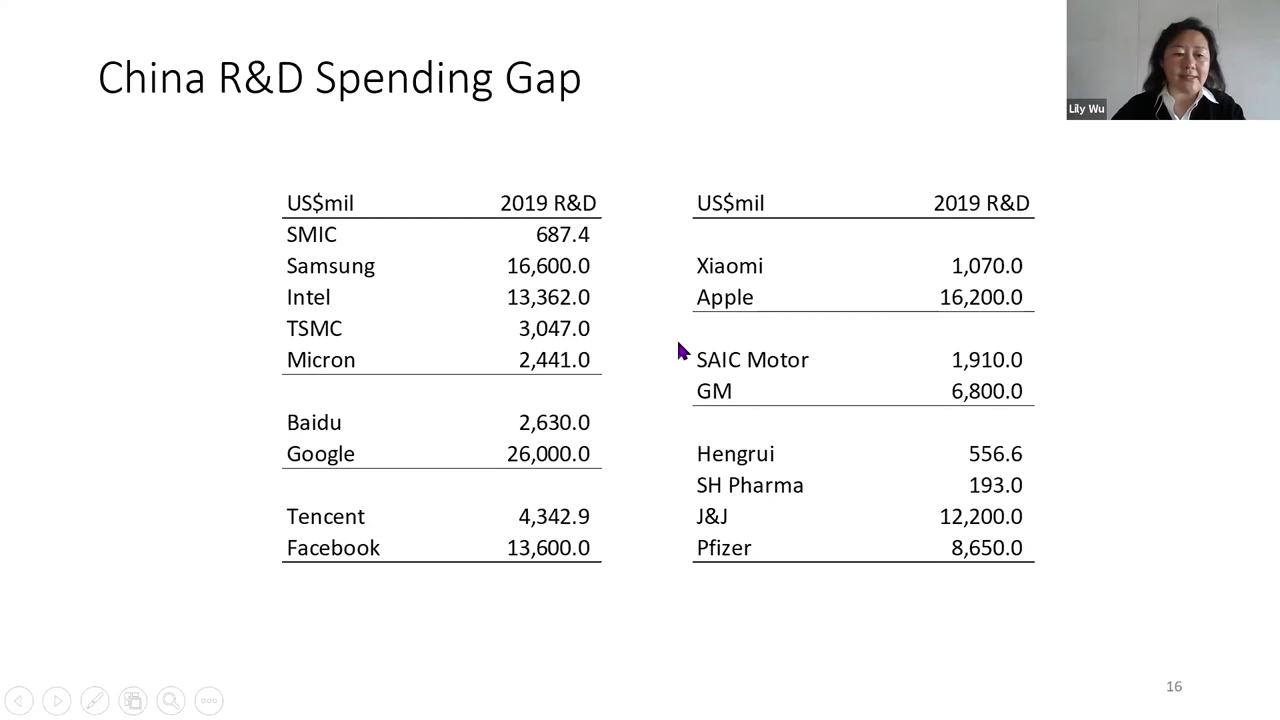 China R&D Spending Gap
Lily Wu
US$mil 2019 R&D
SMIC 687.4
Samsung 16,600.0
Intel 13,362.0
TSMC 3,047.0
Micron 2,441.0
Baidu 2,630.0
Google 26,000.0
Tencent 4,342.9
Facebook 13,600.0
US$mil 2019 R&D
Xiaomi 1,070.0
Apple 16,200.0
SAIC Motor 1,910.0
GM 6,800.0
Hengrui 556.6
SH Pharma 193.0
J&J 12,200.0
Pfizer 8,650.0
16